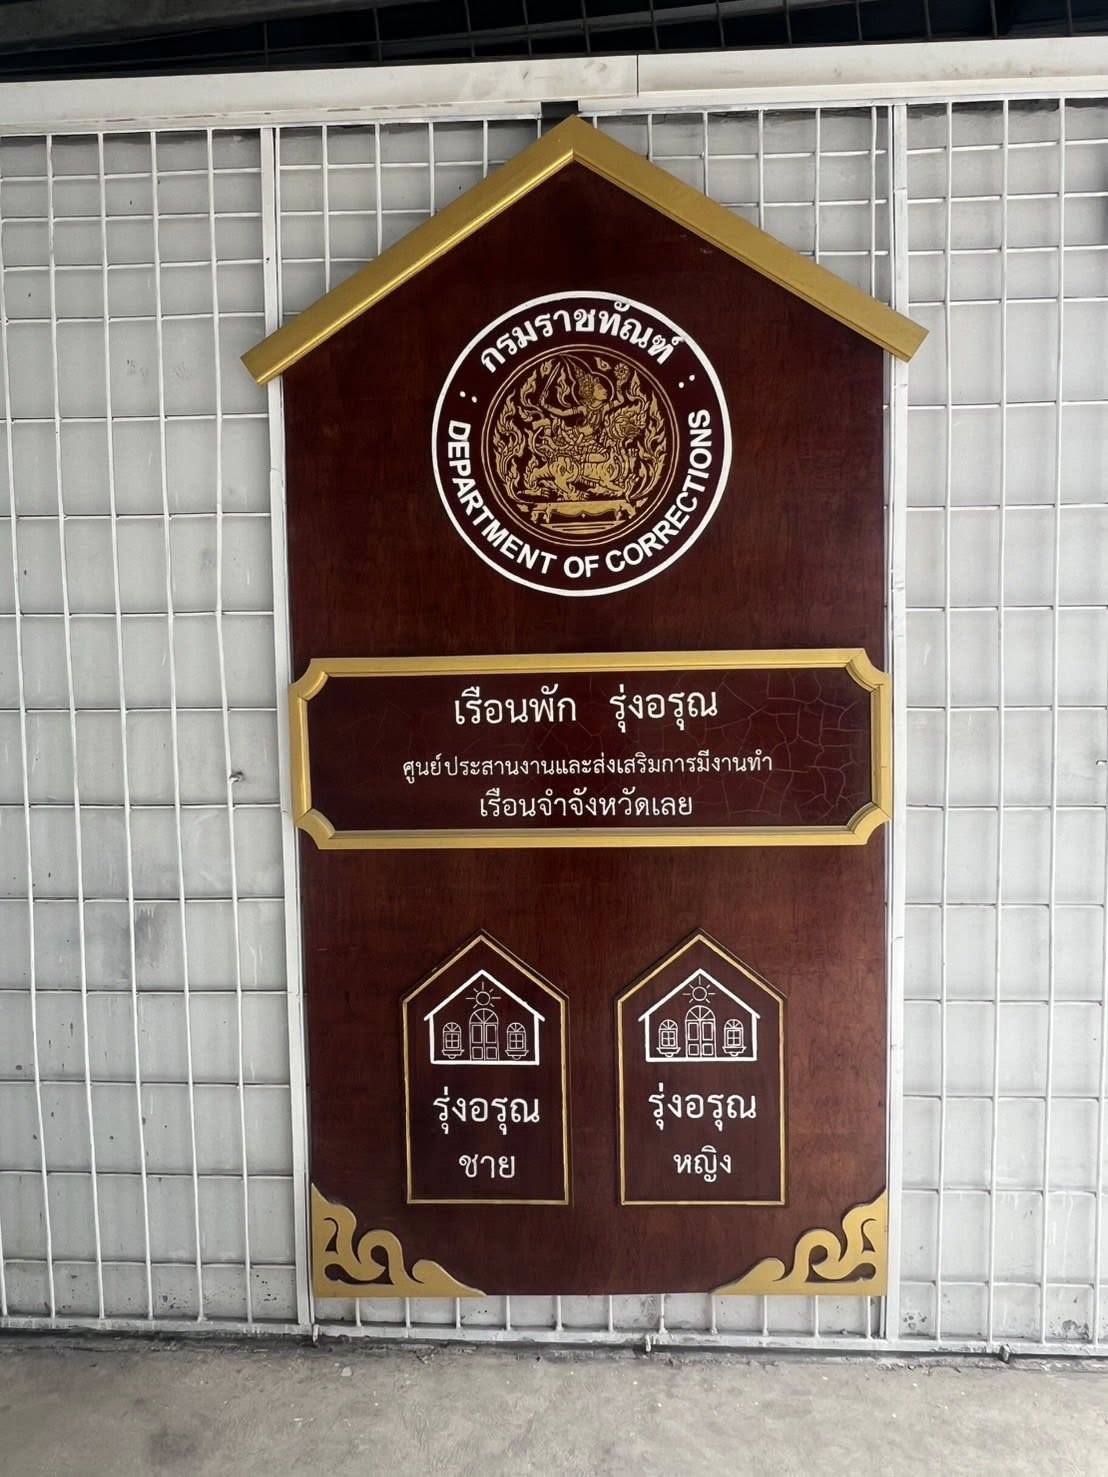 กรมราชทัณฑ์
DEPARTMENT OF CORRECTIONS
เรือนพัก รุ่งอรุณ
ศูนย์ประสานงานและส่งเสริมการมีงานทำ
เรือนจำจังหวัดเลย
รุ่งอรุณ
ชาย
รุ่งอรุณ
หญิง